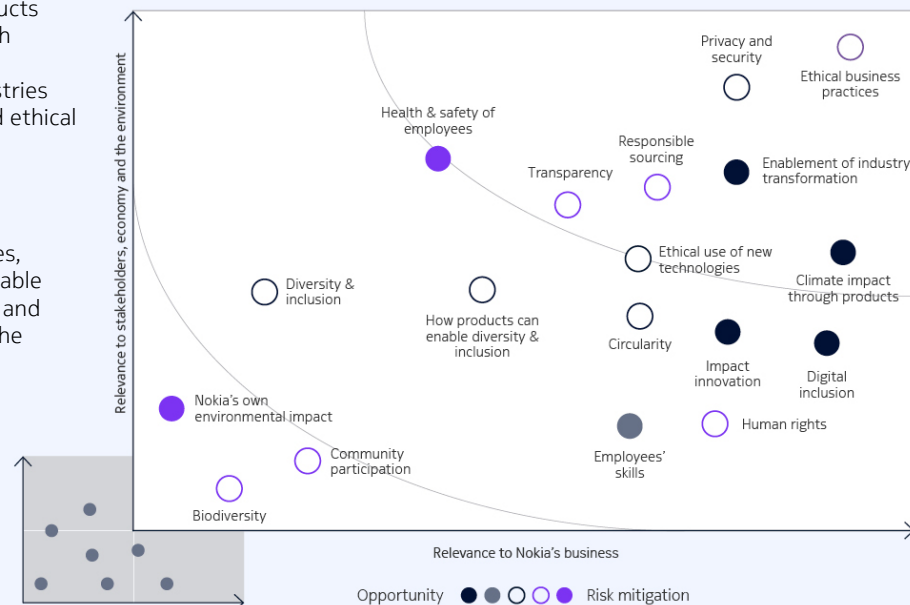 ucts
h
stries
d ethical
es,
able
and
he
Relevance to stakeholders, economy and the environment
Privacy and
security
Ethical business
practices
Health & safety of
employees
Responsible
sourcing
Transparency
Enablement of industry
transformation
Ethical use of new
technologies
Climate impact
through products
Diversity &
inclusion
How products can
enable diversity &
inclusion
Circularity
Impact
innovation
Digital
inclusion
Nokia's own
environmental impact
Human rights
Employees'
skills
Community
participation
Biodiversity
Relevance to Nokia's business
Opportunity
Risk mitigation